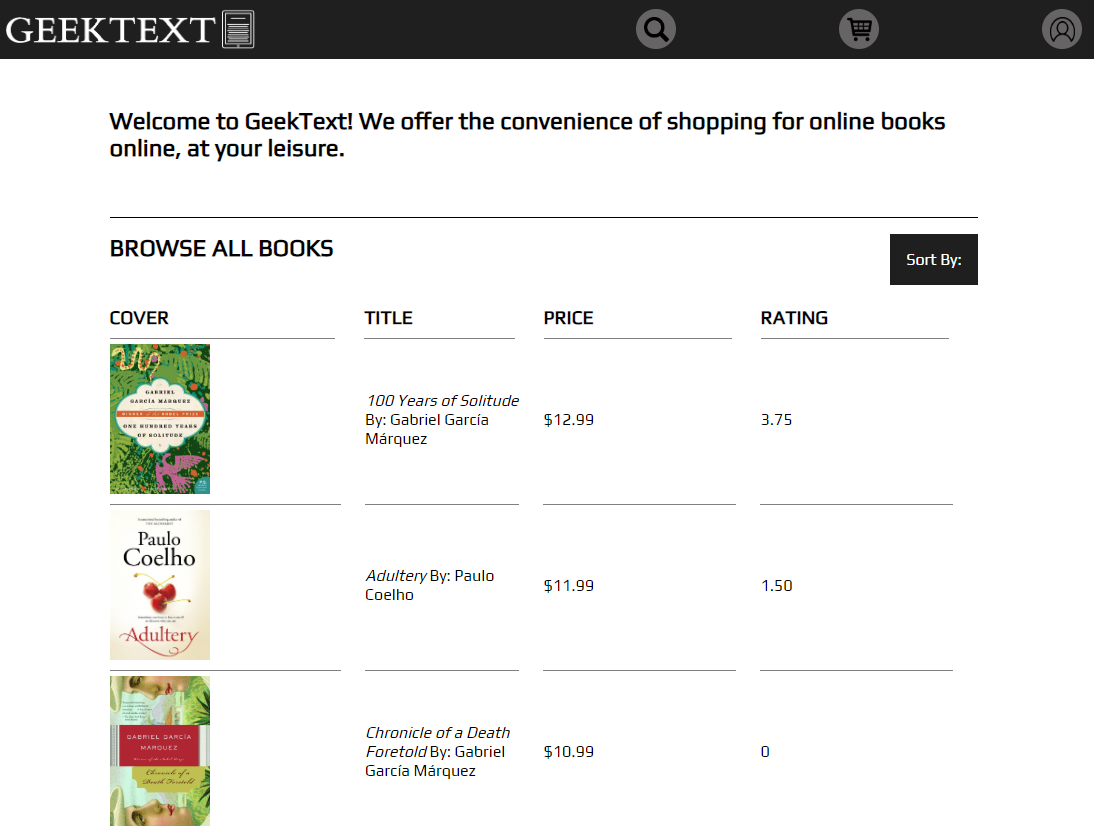 GEEKTEXT
Welcome to GeekText! We offer the convenience of shopping for online books
online, at your leisure.
BROWSE ALL BOOKS
Sort By:
COVER TITLE PRICE RATING
GABRIEL
GARCÍA MÁRQUEZ
WINNER of the NOBEL PRIZE
ONE HUNDRED YEARS
OF SOLITUDE
100 Years of Solitude
By: Gabriel García
Márquez
$12.99
3.75
Paulo
Coelho
Adultery
Adultery By: Paulo
Coelho
$11.99
1.50
GABRIEL GARCÍA
MÁRQUEZ
Chronicle of a
Death Foretold
Chronicle of a Death
Foretold By: Gabriel
García Márquez
$10.99
0